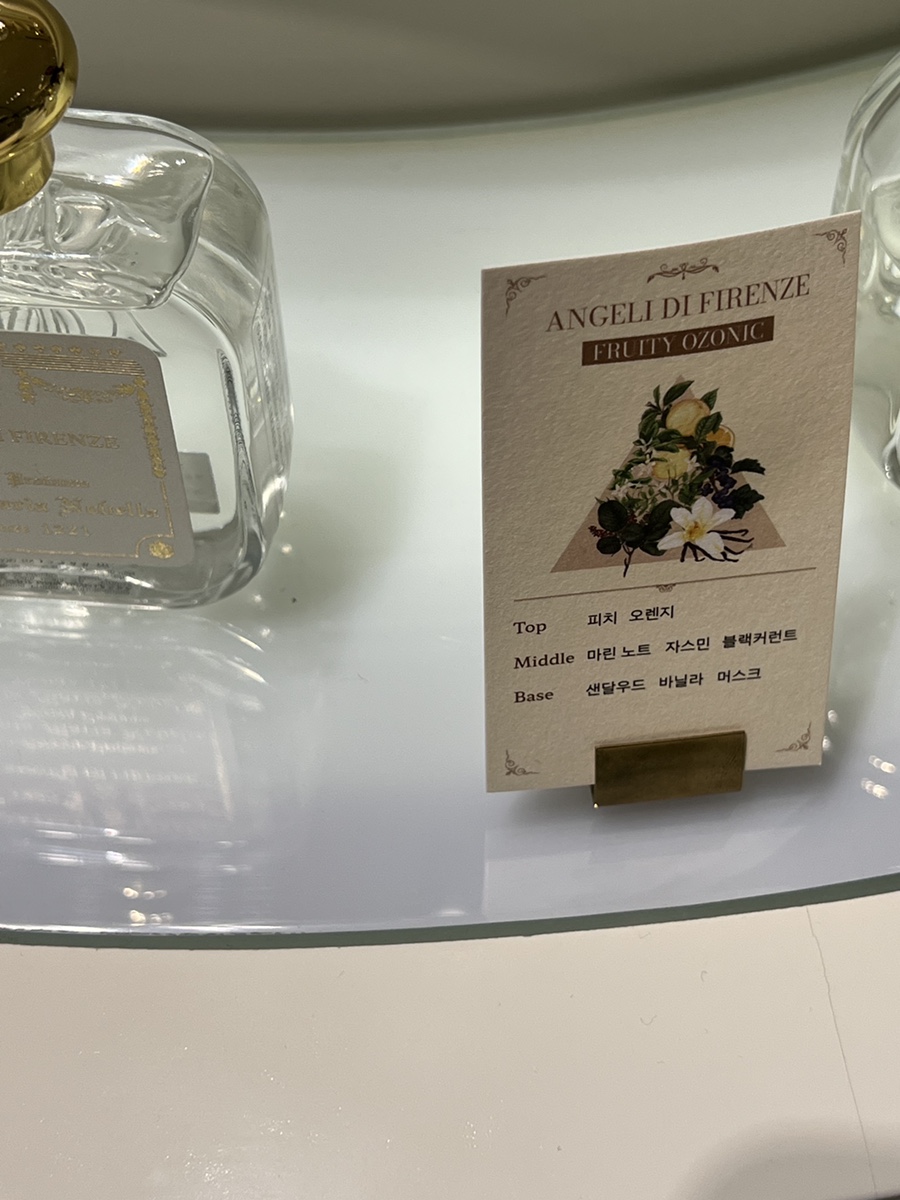 FIRENZE
ANGELI DI FIRENZE
FRUITY OZONIC
Top 피치 오렌지
Middle 마린 노트 자스민 블랙커런트
Base 샌달우드 바닐라 머스크